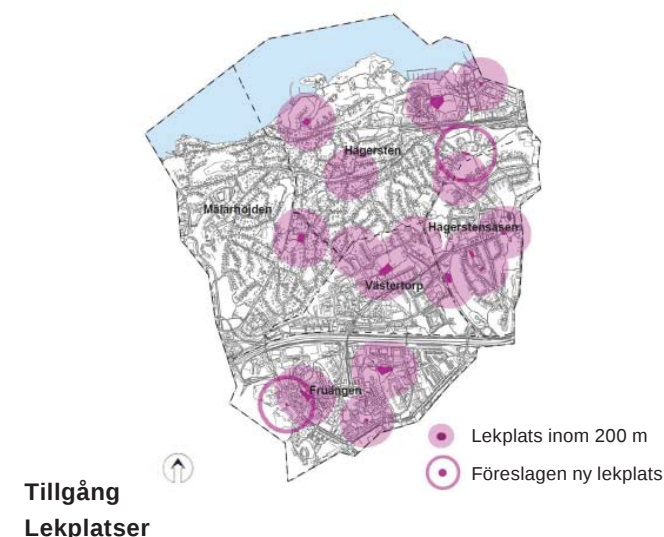 Hägersten
Mälarhöjden
Hägerstensåsen
Västertorp
Fruängen
Lekplats inom 200 m
Föreslagen ny lekplats
Tillgång
Lekplatser